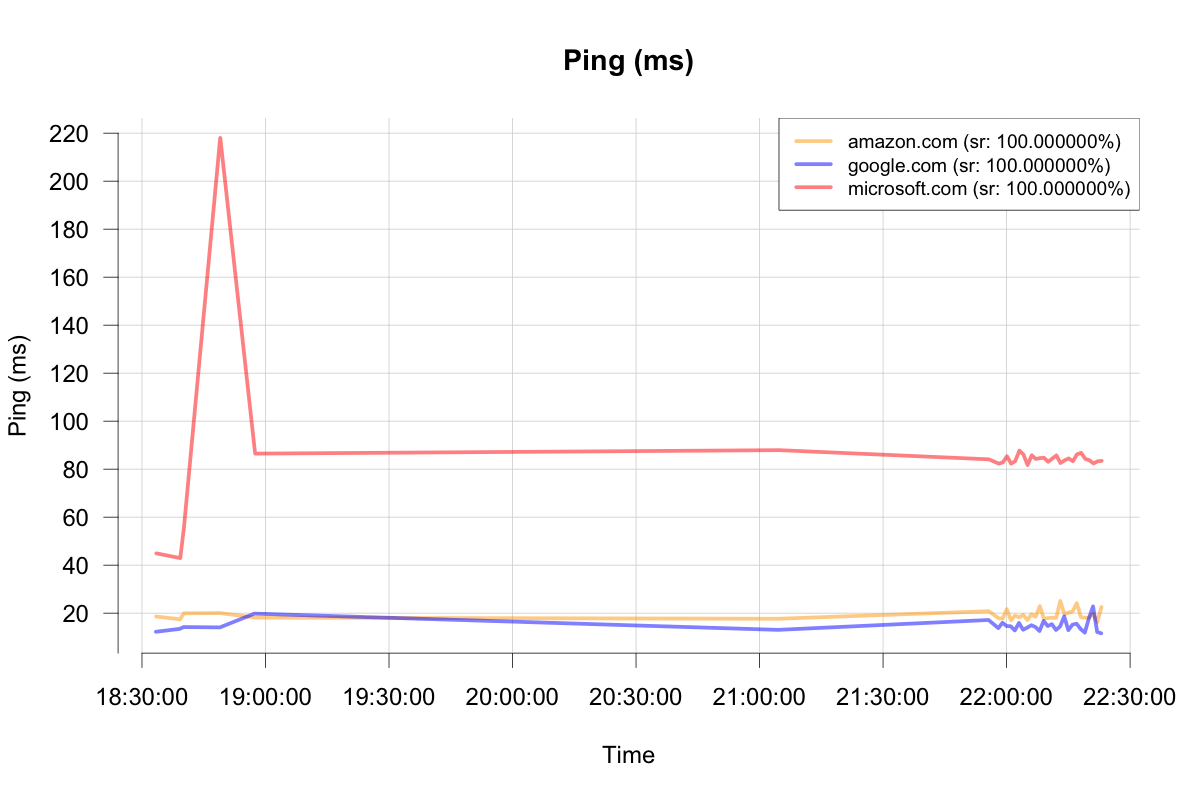 Ping (ms)
amazon.com (sr: 100.000000%)
google.com (sr: 100.000000%)
microsoft.com (sr: 100.000000%)
220
200
180
160
140
120
100
80
60
40
20
Ping (ms)
18:30:00 19:00:00 19:30:00 20:00:00 20:30:00 21:00:00 21:30:00 22:00:00 22:30:00
Time